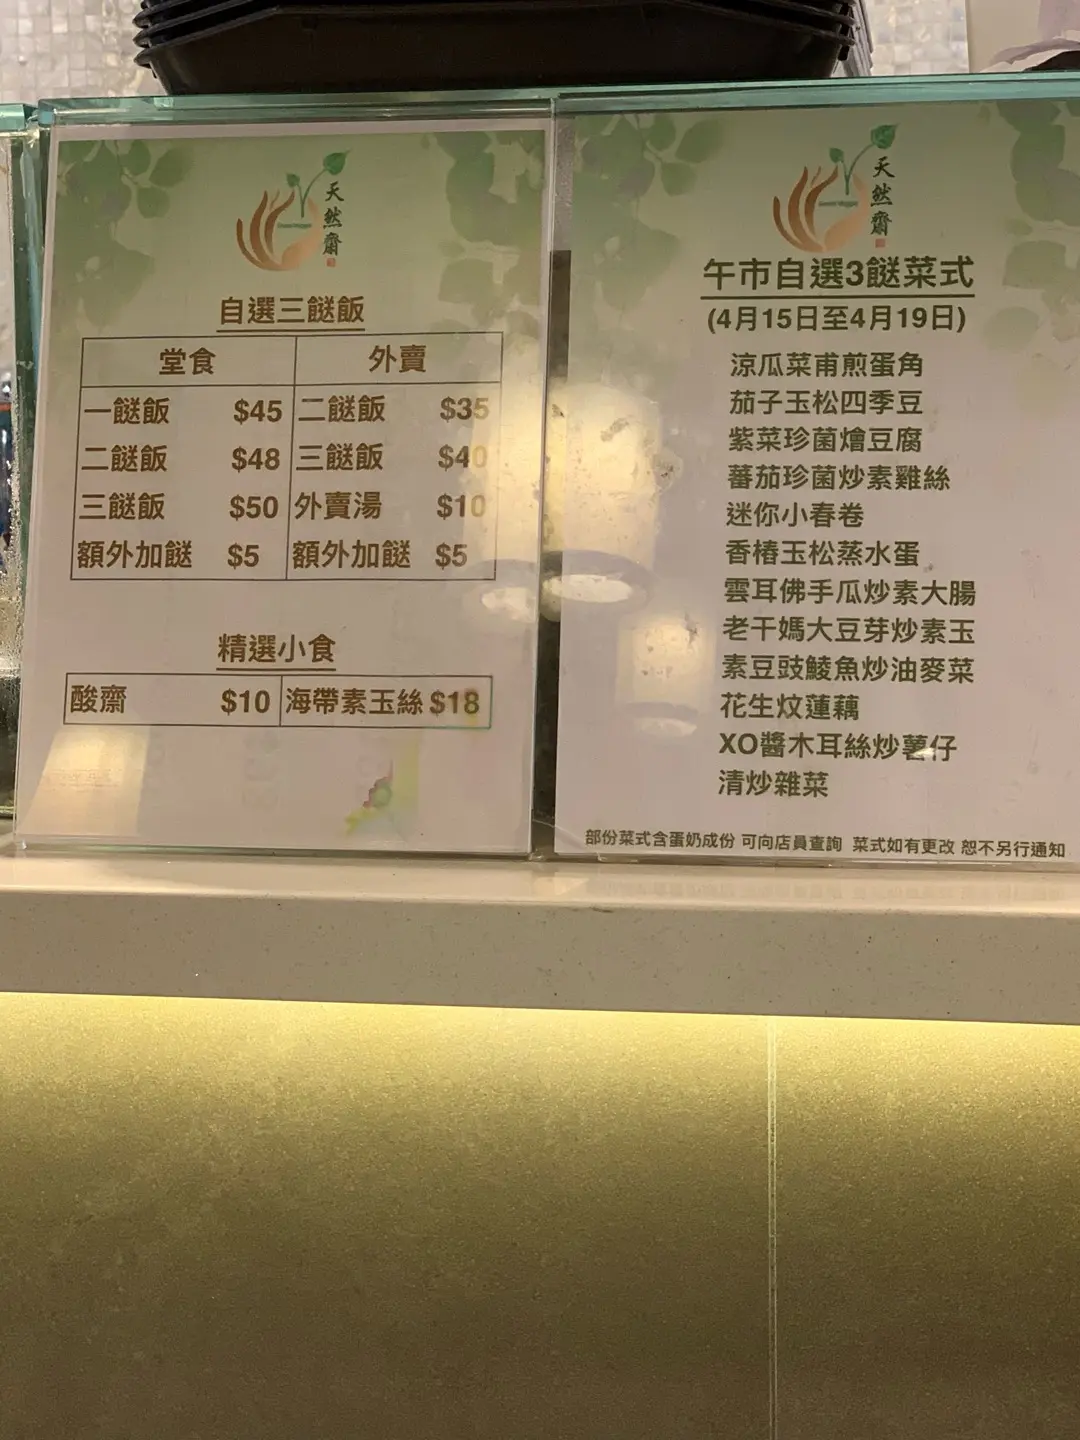 天然齋
自選三餸飯
堂食 外賣
一餸飯 $45 二餸飯 $35
二餸飯 $48 三餸飯 $40
三餸飯 $50 外賣湯 $10
額外加餸 $5 額外加餸 $5
精選小食
酸齋 $10 海帶素玉絲 $18
天然齋
午市自選3餸菜式
(4月15日至4月19日)
涼瓜菜甫煎蛋角
茄子玉松四季豆
紫菜珍菌燴豆腐
蕃茄珍菌炒素雞絲
迷你小春卷
香椿玉松蒸水蛋
雲耳佛手瓜炒素大腸
老干媽大豆芽炒素玉
素豆豉鯪魚炒油麥菜
花生炆蓮藕
XO醬木耳絲炒薯仔
清炒雜菜
部份菜式含蛋奶成份 可向店員查詢 菜式如有更改 恕不另行通知